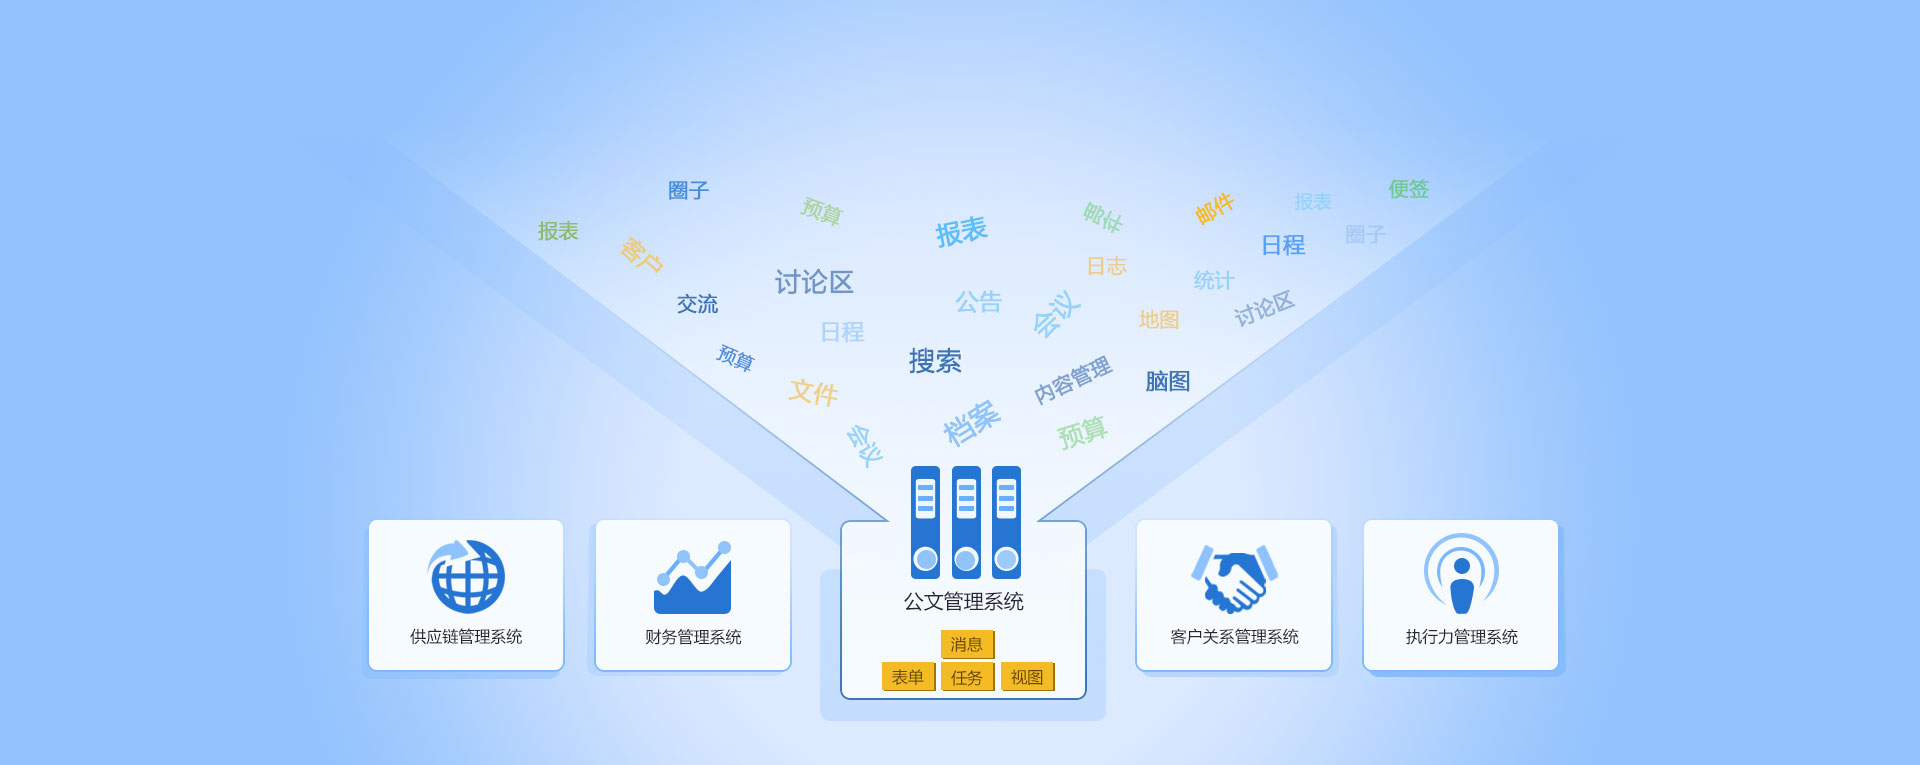 圈子
便签
报表
邮件
预算
邮件
报表
报表
圈子
日程
客户
日志
讨论区
统计
交流
公告
会议
讨论区
日程
地图
预算
搜索
内容管理
脑图
文件
档案
预算
会议
公文管理系统
供应链管理系统
财务管理系统
客户关系管理系统
执行力管理系统
消息
表单
任务
视图